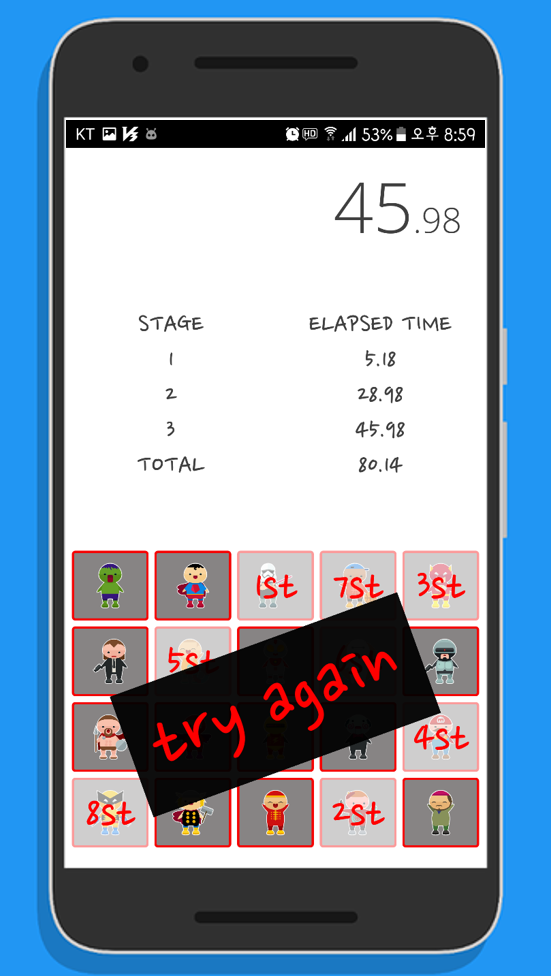 KT HD 53% 오후 8:59
45.98
STAGE ELAPSED TIME
1 5.18
2 28.98
3 45.98
TOTAL 80.14
1St 7St 3St
5St
try again
4St
8St 2St